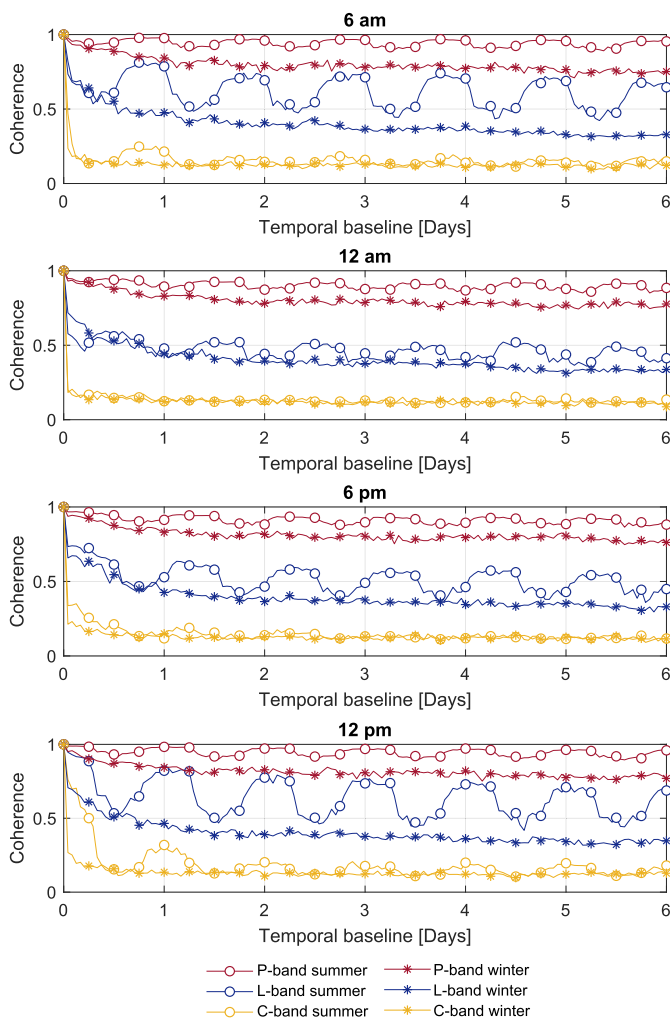 6 am
1
0.5
0
Coherence
0 1 2 3 4 5 6
Temporal baseline [Days]
12 am
1
0.5
0
Coherence
0 1 2 3 4 5 6
Temporal baseline [Days]
6 pm
1
0.5
0
Coherence
0 1 2 3 4 5 6
Temporal baseline [Days]
12 pm
1
0.5
0
Coherence
0 1 2 3 4 5 6
Temporal baseline [Days]
P-band summer P-band winter
L-band summer L-band winter
C-band summer C-band winter